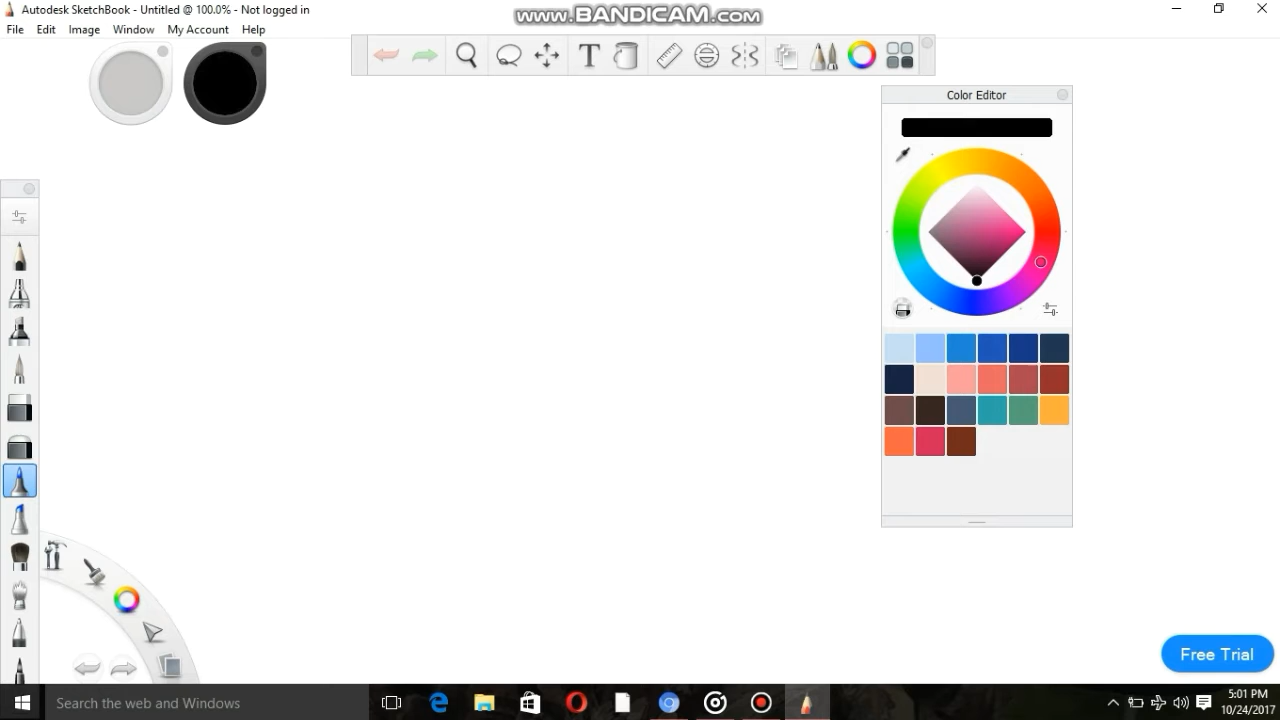 Autodesk SketchBook - Untitled @ 100.0% - Not logged in
www.BANDICAM.com
File Edit Image Window My Account Help
T
Color Editor
Free Trial
Search the web and Windows
5:01 PM
10/24/2017